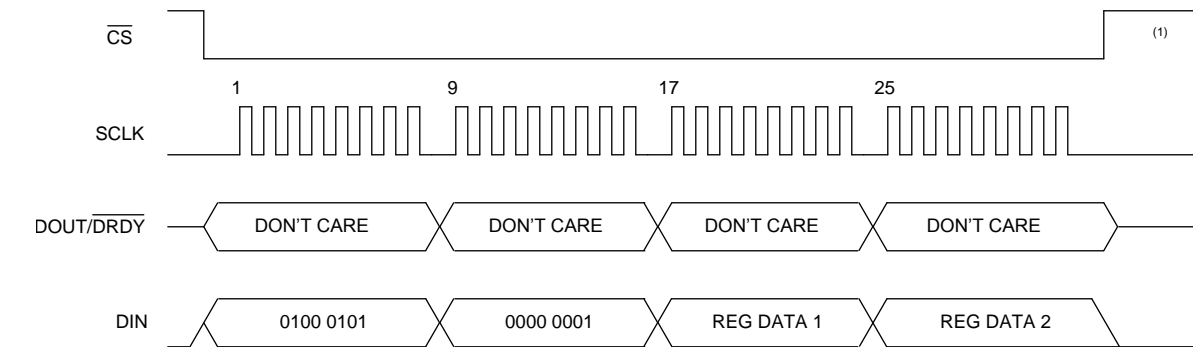 CS
(1)
1 9 17 25
SCLK
DOUT/DRDY DON'T CARE DON'T CARE DON'T CARE DON'T CARE
DIN 0100 0101 0000 0001 REG DATA 1 REG DATA 2